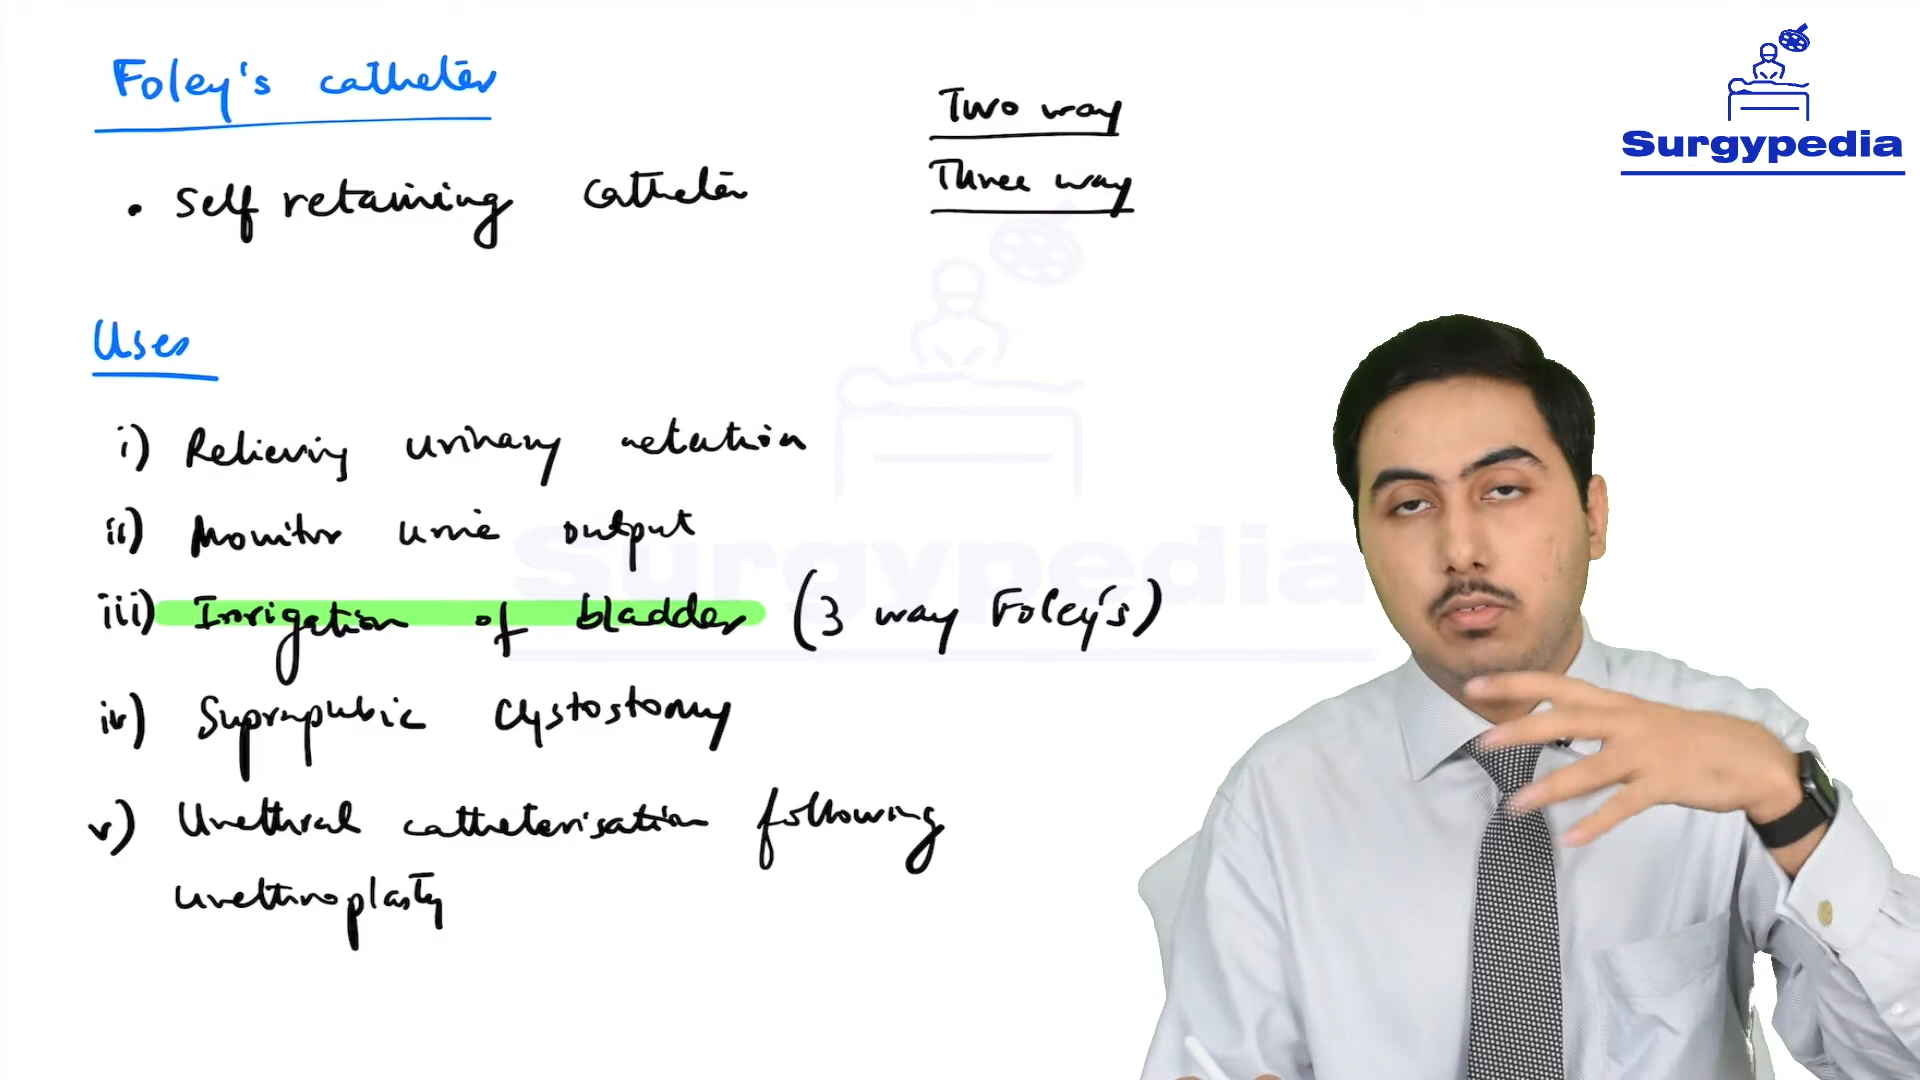 Foley's catheter
Two way
Three way
Surgypedia
• Self retaining catheter
Uses
i) Relieving urinary retention
ii) Monitor urine output
iii) Irrigation of bladder (3 way Foley's)
iv) Suprapubic cystostomy
v) Urethral catheterisation following
urethroplasty
Surgypedia